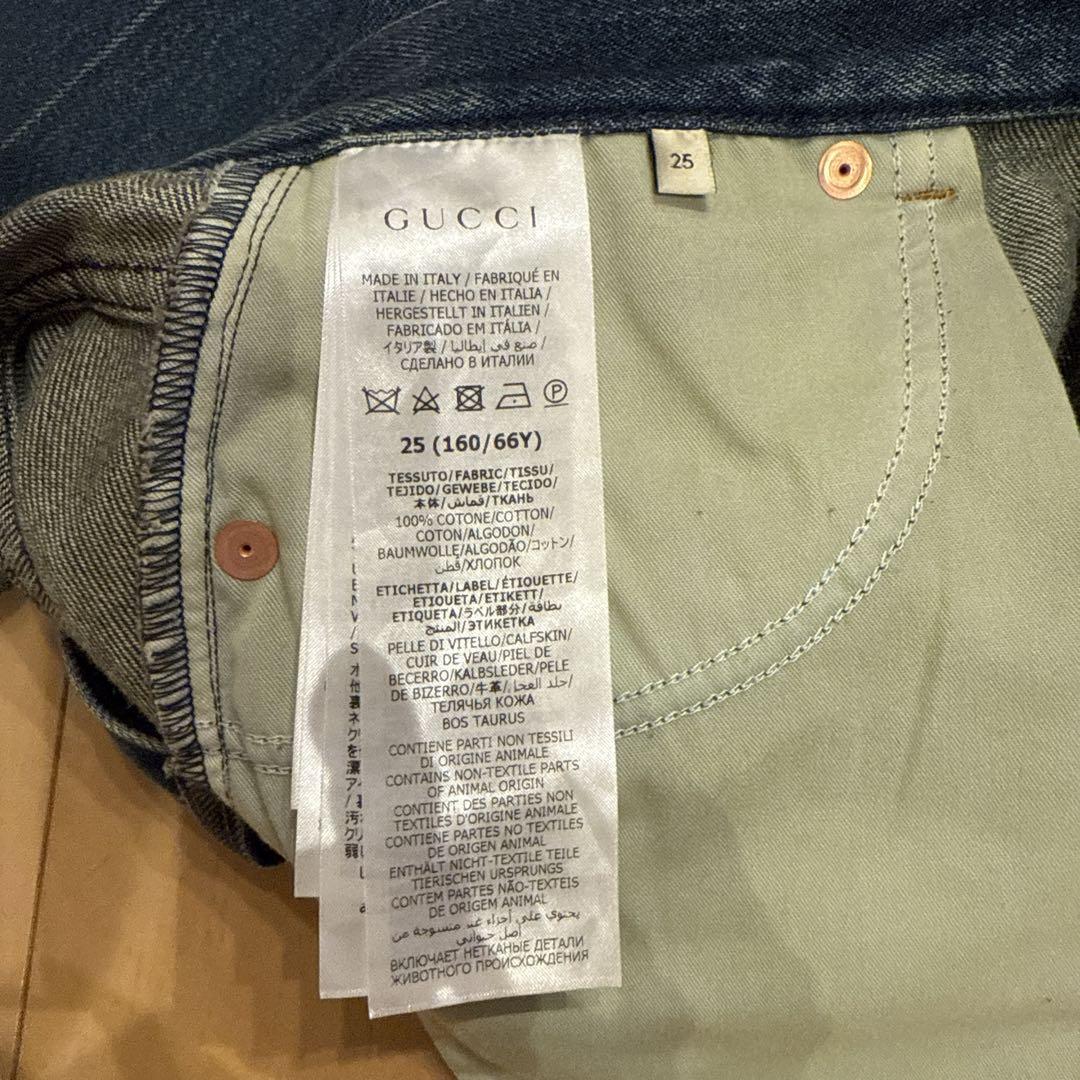 25
GUCCI
MADE IN ITALY / FABRIQUÉ EN
ITALIE / HECHO EN ITALIA /
HERGESTELLT IN ITALIEN /
FABRICADO EM ITÁLIA /
イタリア製 / صنع في إيطاليا /
СДЕЛАНО В ИТАЛИИ
P
25 (160/66Y)
TESSUTO/FABRIC/TISSU/
TEJIDO/GEWEBE/TECIDO/
本体/قماش/ТКАНЬ
100% COTONE/COTTON/
COTON/ALGODON/
BAUMWOLLE/ALGODÃO/コットン/
قطن/ХЛОПОК
ETICHETTA/LABEL/ÉTIQUETTE/
ETIQUETA/ETIKETT/
ETIQUETA/ラベル部分/بطاقة
المنتج/ЭТИКЕТКА
PELLE DI VITELLO/CALFSKIN/
CUIR DE VEAU/PIEL DE
BECERRO/KALBSLEDER/PELE
DE BIZERRO/牛革/جلد العجل/
ТЕЛЯЧЬЯ КОЖА
BOS TAURUS
CONTIENE PARTI NON TESSILI
DI ORIGINE ANIMALE
CONTAINS NON-TEXTILE PARTS
OF ANIMAL ORIGIN
CONTIENT DES PARTIES NON
TEXTILES D'ORIGINE ANIMALE
CONTIENE PARTES NO TEXTILES
DE ORIGEN ANIMAL
ENTHÄLT NICHT-TEXTILE TEILE
TIERISCHEN URSPRUNGS
CONTEM PARTES NÃO-TEXTEIS
DE ORIGEM ANIMAL
يحتوي على أجزاء غير منسوجة من
أصل حيواني
ВКЛЮЧАЕТ НЕТКАНЫЕ ДЕТАЛИ
ЖИВОТНОГО ПРОИСХОЖДЕНИЯ